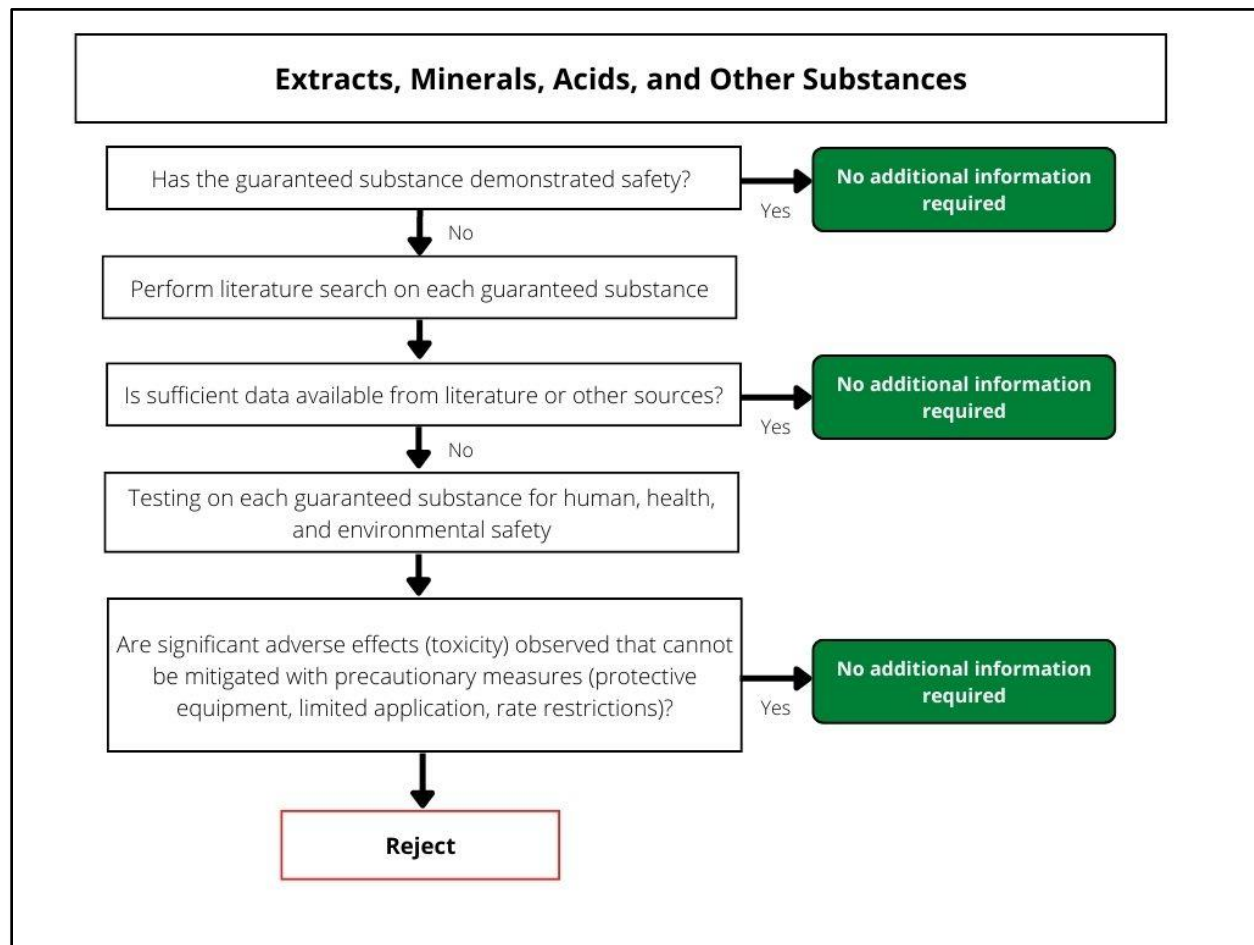 Extracts, Minerals, Acids, and Other Substances
Has the guaranteed substance demonstrated safety?
Yes
No additional information
required
No
Perform literature search on each guaranteed substance
Is sufficient data available from literature or other sources?
Yes
No additional information
required
No
Testing on each guaranteed substance for human, health,
and environmental safety
Are significant adverse effects (toxicity) observed that cannot
be mitigated with precautionary measures (protective
equipment, limited application, rate restrictions)?
Yes
No additional information
required
Reject